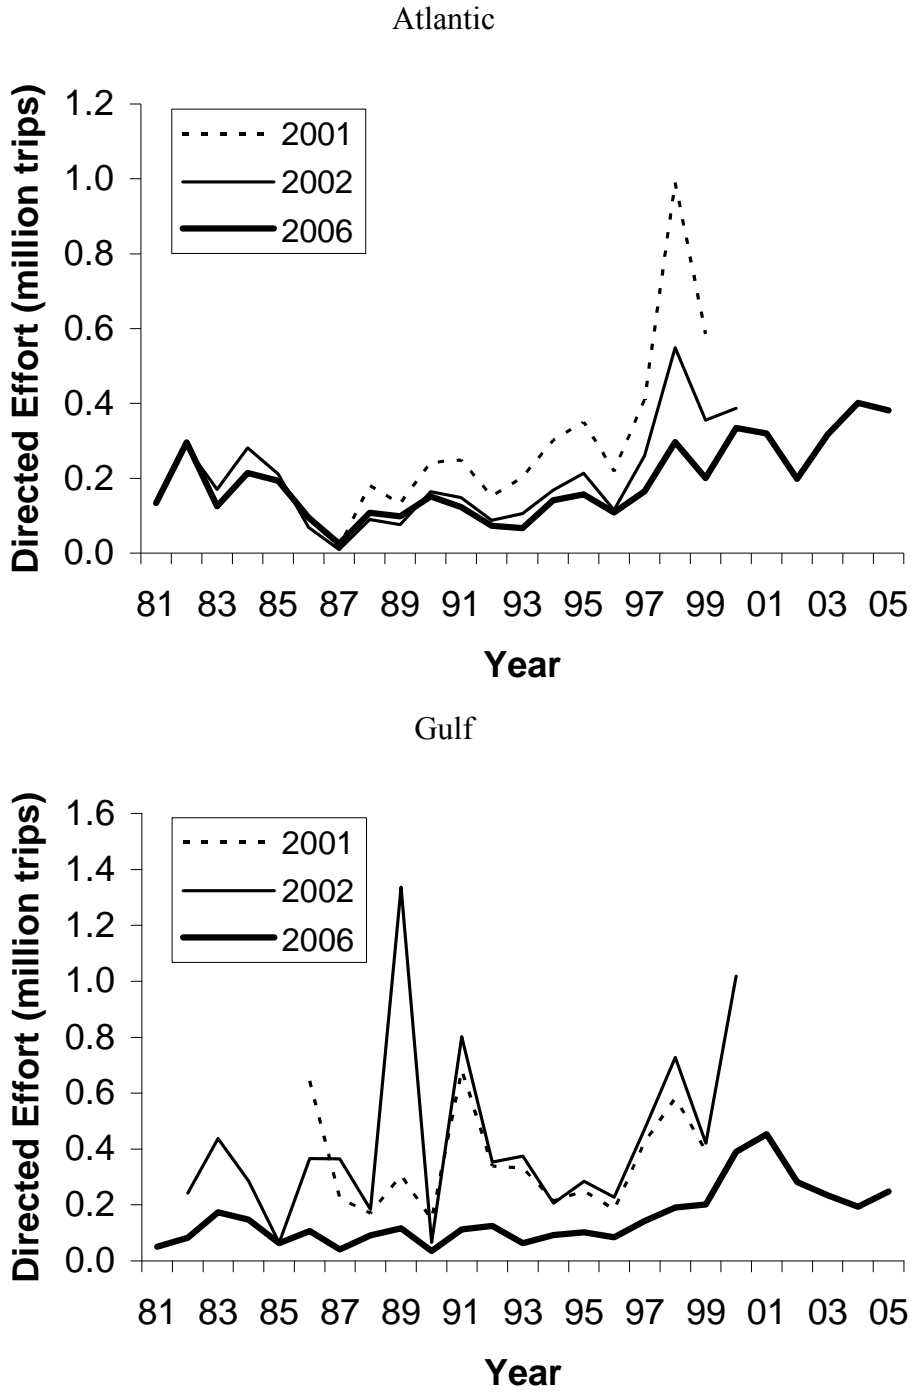 Atlantic
Directed Effort (million trips)
1.2
1.0
0.8
0.6
0.4
0.2
0.0
2001
2002
2006
81 83 85 87 89 91 93 95 97 99 01 03 05
Year
Gulf
Directed Effort (million trips)
1.6
1.4
1.2
1.0
0.8
0.6
0.4
0.2
0.0
2001
2002
2006
81 83 85 87 89 91 93 95 97 99 01 03 05
Year